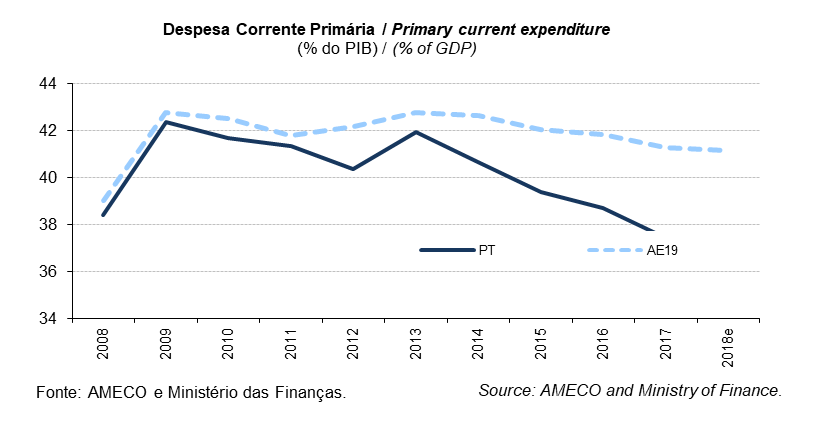 Despesa Corrente Primária / Primary current expenditure
(% do PIB) / (% of GDP)
44
42
40
38
36
34
PT
AE19
2008
2009
2010
2011
2012
2013
2014
2015
2016
2017
2018e
Fonte: AMECO e Ministério das Finanças.
Source: AMECO and Ministry of Finance.